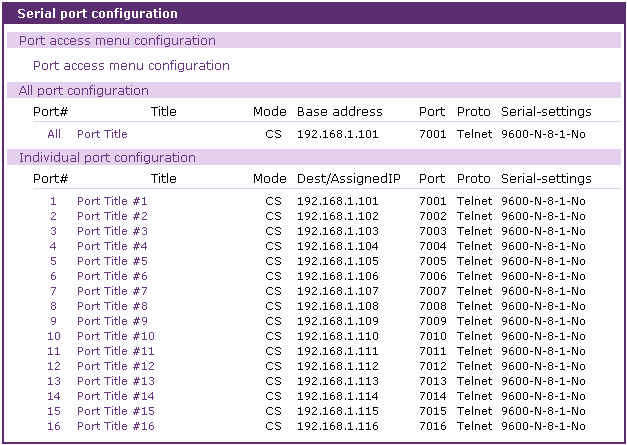 Serial port configuration
Port access menu configuration
Port access menu configuration
All port configuration
Port# Title Mode Base address Port Proto Serial-settings
All Port Title CS 192.168.1.101 7001 Telnet 9600-N-8-1-No
Individual port configuration
Port# Title Mode Dest/AssignedIP Port Proto Serial-settings
1 Port Title #1 CS 192.168.1.101 7001 Telnet 9600-N-8-1-No
2 Port Title #2 CS 192.168.1.102 7002 Telnet 9600-N-8-1-No
3 Port Title #3 CS 192.168.1.103 7003 Telnet 9600-N-8-1-No
4 Port Title #4 CS 192.168.1.104 7004 Telnet 9600-N-8-1-No
5 Port Title #5 CS 192.168.1.105 7005 Telnet 9600-N-8-1-No
6 Port Title #6 CS 192.168.1.106 7006 Telnet 9600-N-8-1-No
7 Port Title #7 CS 192.168.1.107 7007 Telnet 9600-N-8-1-No
8 Port Title #8 CS 192.168.1.108 7008 Telnet 9600-N-8-1-No
9 Port Title #9 CS 192.168.1.109 7009 Telnet 9600-N-8-1-No
10 Port Title #10 CS 192.168.1.110 7010 Telnet 9600-N-8-1-No
11 Port Title #11 CS 192.168.1.111 7011 Telnet 9600-N-8-1-No
12 Port Title #12 CS 192.168.1.112 7012 Telnet 9600-N-8-1-No
13 Port Title #13 CS 192.168.1.113 7013 Telnet 9600-N-8-1-No
14 Port Title #14 CS 192.168.1.114 7014 Telnet 9600-N-8-1-No
15 Port Title #15 CS 192.168.1.115 7015 Telnet 9600-N-8-1-No
16 Port Title #16 CS 192.168.1.116 7016 Telnet 9600-N-8-1-No